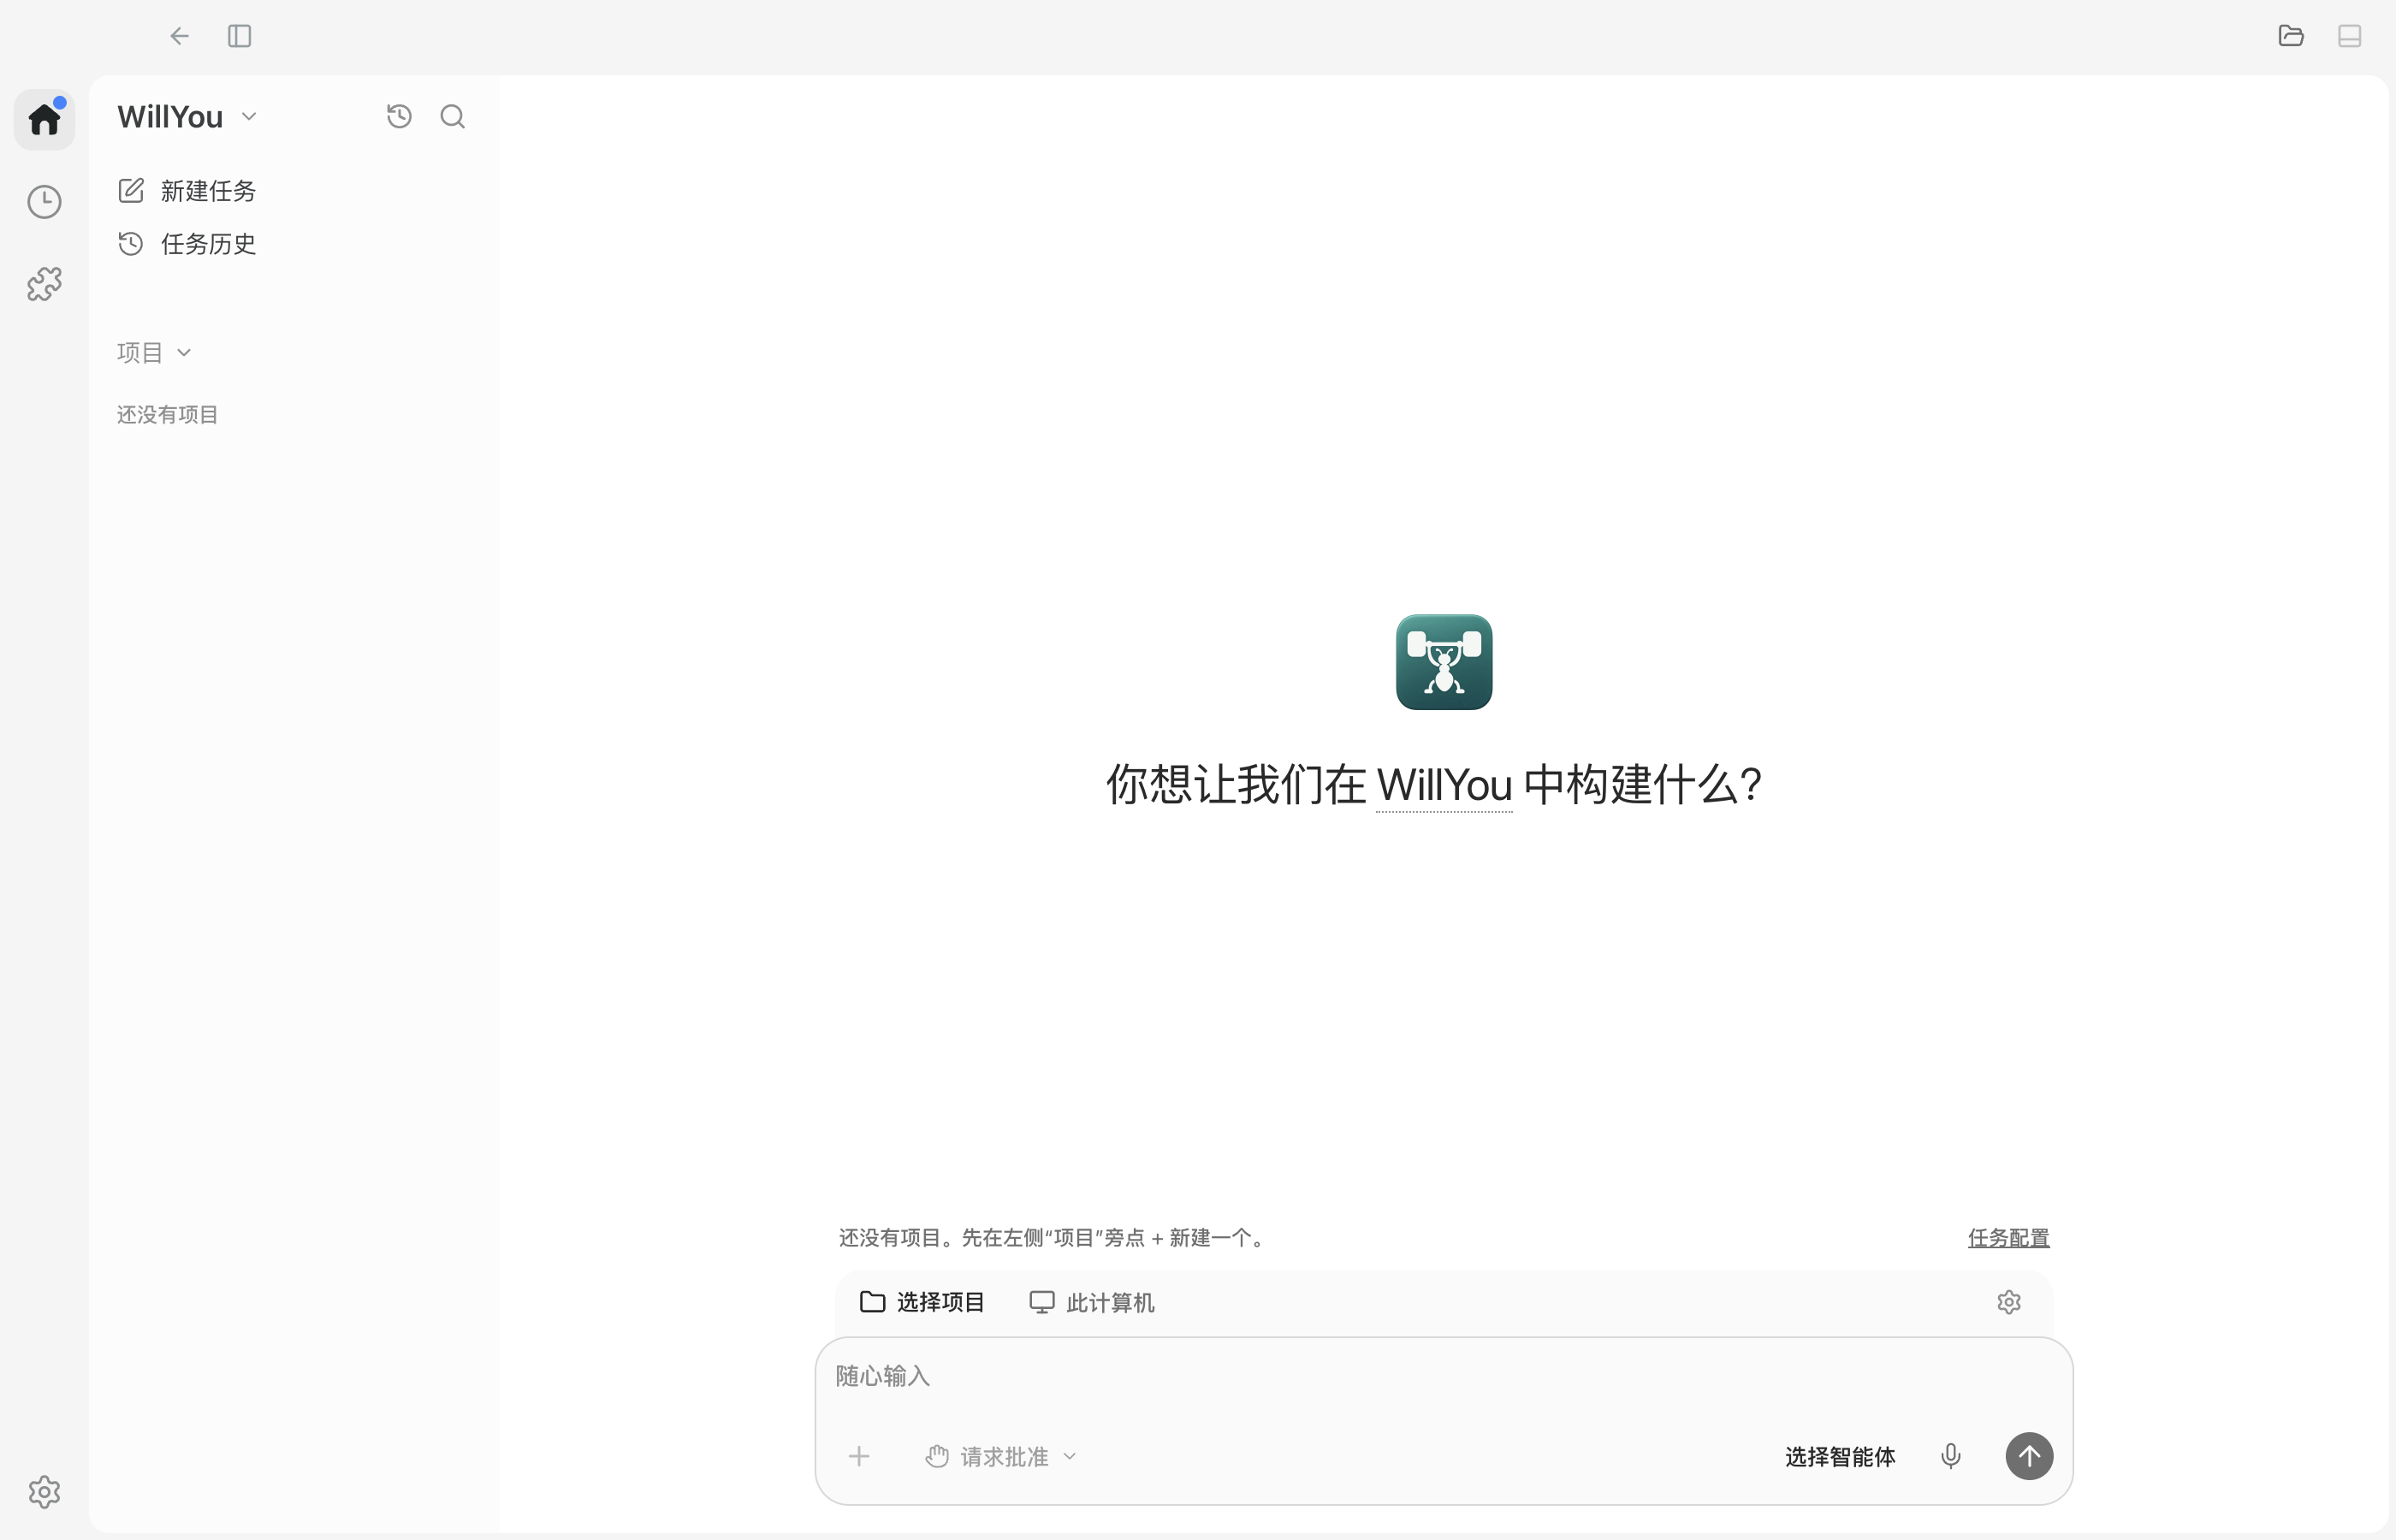 WillYou
新建任务
任务历史
项目
还没有项目
你想让我们在 WillYou 中构建什么?
还没有项目。先在左侧“项目”旁点 + 新建一个。
任务配置
选择项目
此计算机
随心输入
请求批准
选择智能体